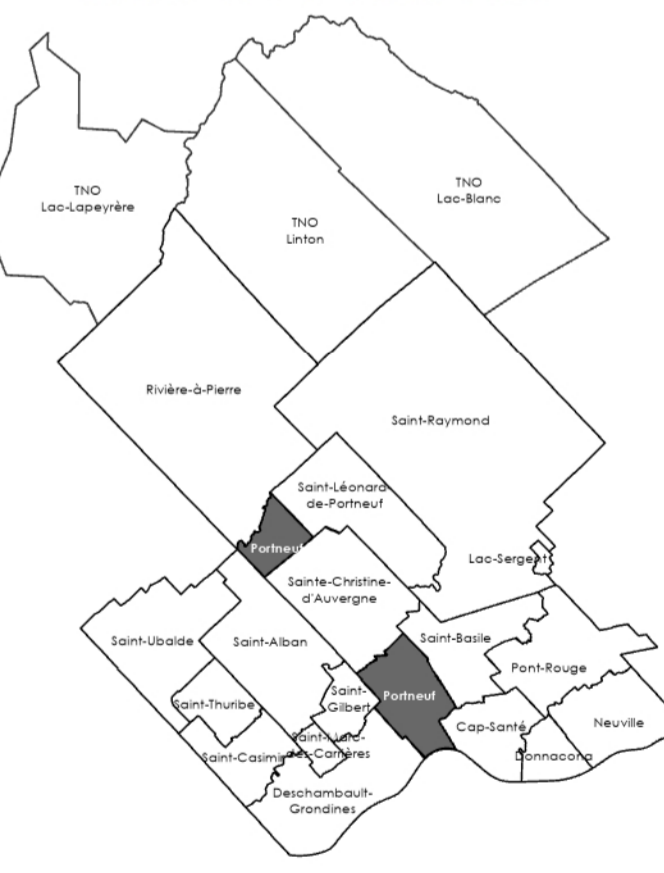 TNO
Lac-Lapeyrère
TNO
Lac-Blanc
TNO
Linton
Rivière-à-Pierre
Saint-Raymond
Saint-Léonard-
de-Portneuf
Portneuf
Lac-Sergent
Sainte-Christine-
d'Auvergne
Saint-Ubalde
Saint-Alban
Saint-Basile
Pont-Rouge
Saint-
Gilbert
Portneuf
Saint-Thuribe
Cap-Santé
Neuville
Saint-Casimir
des-Carrières
Donnacona
Deschambault-
Grondines